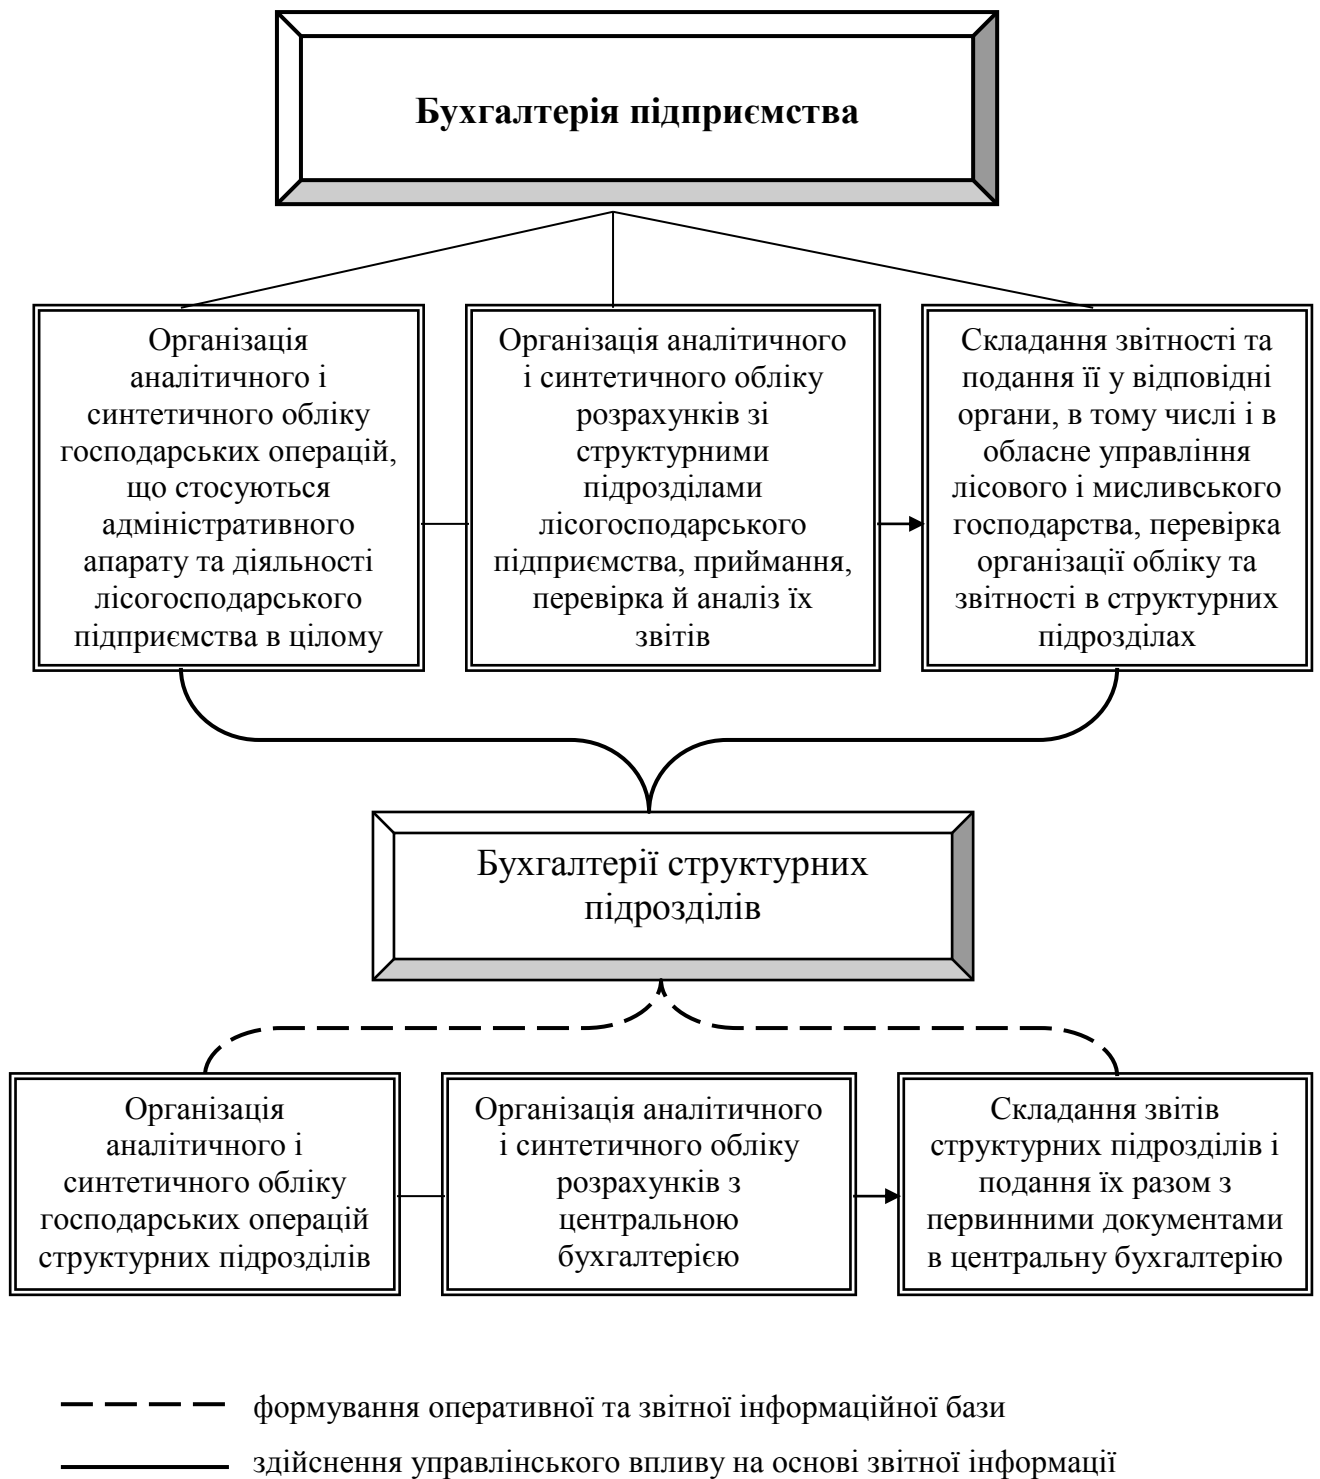 Бухгалтерія підприємства
Організація
аналітичного і
синтетичного обліку
господарських операцій,
що стосуються
адміністративного
апарату та діяльності
лісогосподарського
підприємства в цілому
Організація аналітичного
і синтетичного обліку
розрахунків зі
структурними
підрозділами
лісогосподарського
підприємства, приймання,
перевірка й аналіз їх
звітів
Складання звітності та
подання її у відповідні
органи, в тому числі і в
обласне управління
лісового і мисливського
господарства, перевірка
організації обліку та
звітності в структурних
підрозділах
Бухгалтерії структурних
підрозділів
Організація
аналітичного і
синтетичного обліку
господарських операцій
структурних підрозділів
Організація аналітичного
і синтетичного обліку
розрахунків з
центральною
бухгалтерією
Складання звітів
структурних підрозділів і
подання їх разом з
первинними документами
в центральну бухгалтерію
формування оперативної та звітної інформаційної бази
здійснення управлінського впливу на основі звітної інформації